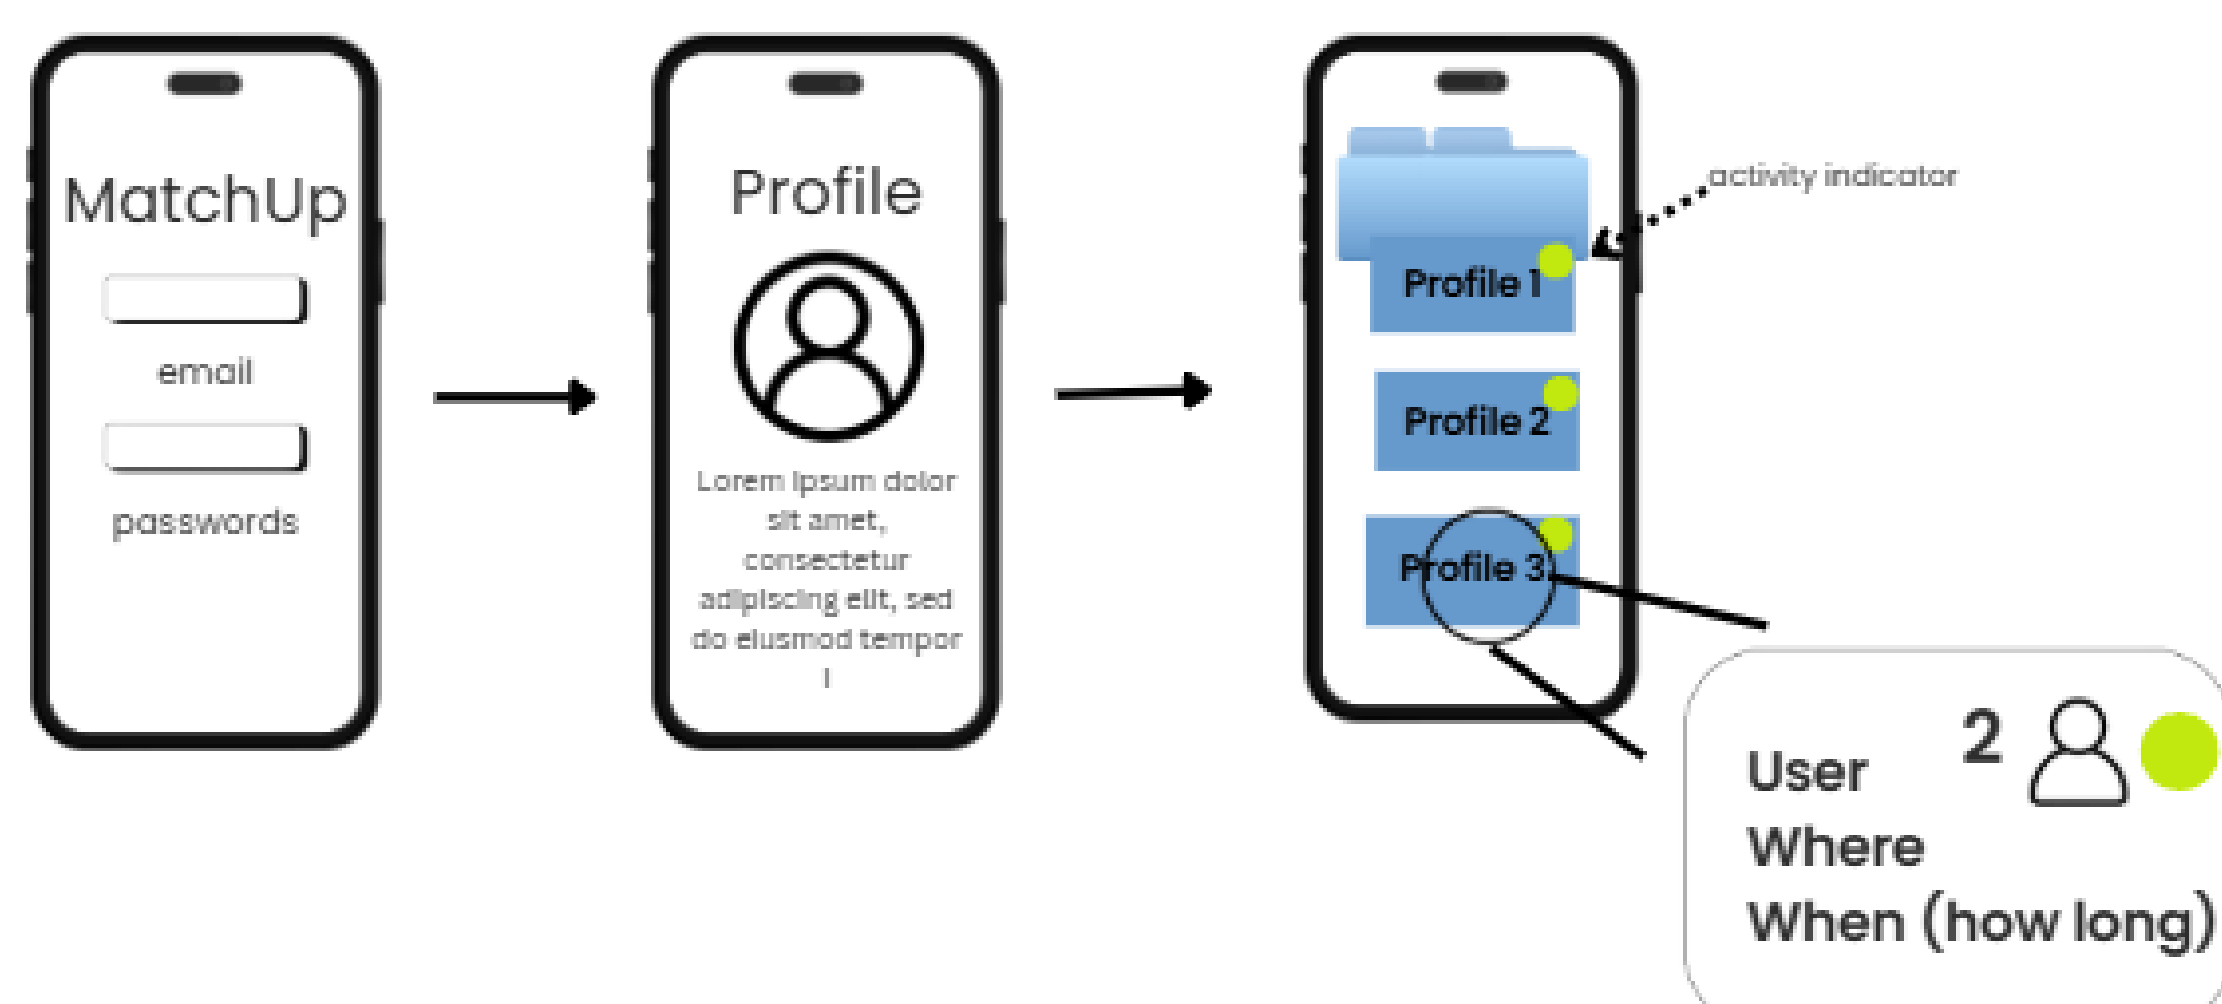 MatchUp
email
passwords
Profile
Lorem ipsum dolor
sit amet,
consectetur
adipiscing elit, sed
do eiusmod tempor
I
activity indicator
Profile 1
Profile 2
Profile 3
2
User
Where
When (how long)